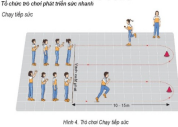 Tổ chức trò chơi phát triển sức nhanh
Chạy tiếp sức
10 - 15m
Hình 4. Trò chơi Chạy tiếp sức